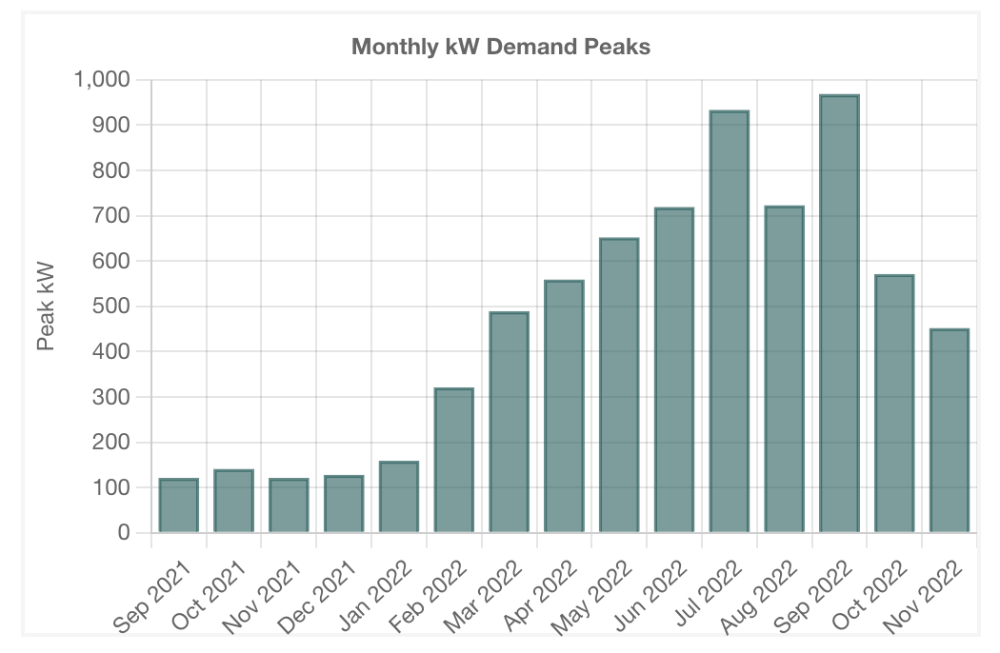 Monthly kW Demand Peaks
1,000
900
800
700
600
500
400
300
200
100
0
Peak kW
Sep 2021
Oct 2021
Nov 2021
Dec 2021
Jan 2022
Feb 2022
Mar 2022
Apr 2022
May 2022
Jun 2022
Jul 2022
Aug 2022
Sep 2022
Oct 2022
Nov 2022